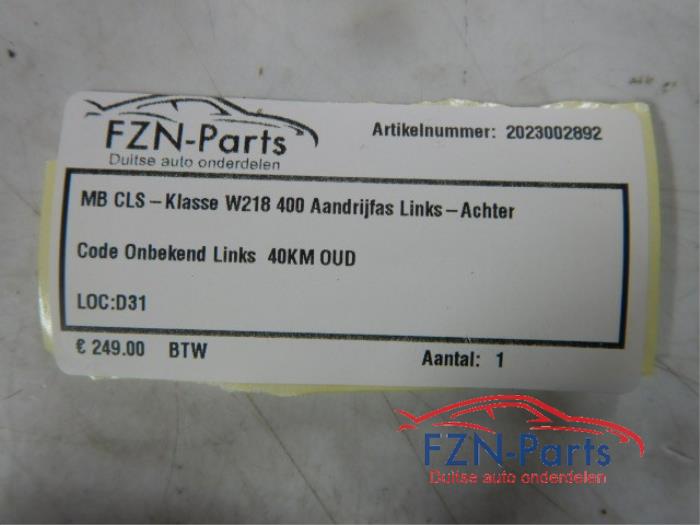 FZN-Parts
Duitse auto onderdelen
Artikelnummer: 2023002892
MB CLS-Klasse W218 400 Aandrijfas Links-Achter
Code Onbekend Links 40KM OUD
LOC:D31
€ 249.00 BTW
Aantal: 1
FZN-Parts
Duitse auto onderdelen